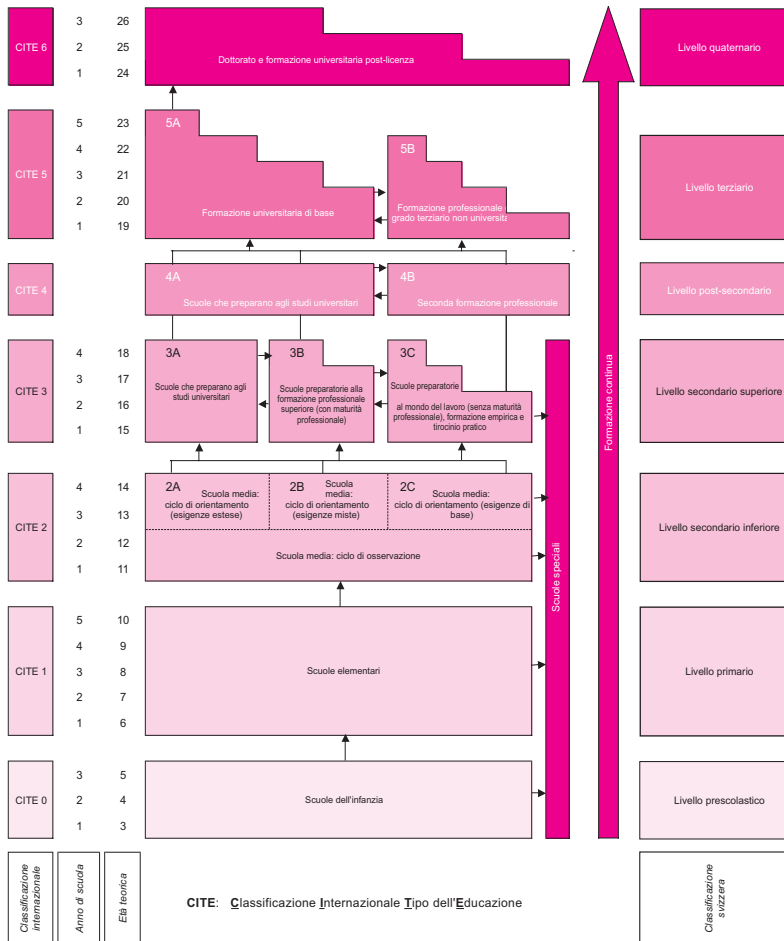 CITE 6
3 26
2 25
1 24
Dottorato e formazione universitaria post-licenza
Livello quaternario
CITE 5
5 23
4 22
3 21
2 20
1 19
5A
Formazione universitaria di base
5B
Formazione professionale
grado terziario non universita
Livello terziario
CITE 4
4A
Scuole che preparano agli studi universitari
4B
Seconda formazione professionale
Livello post-secondario
CITE 3
4 18
3 17
2 16
1 15
3A
Scuole che preparano agli
studi universitari
3B
Scuole preparatorie alla
formazione professionale
superiore (con maturità
professionale)
3C
Scuole preparatorie
al mondo del lavoro (senza maturità
professionale), formazione empirica e
tirocinio pratico
Livello secondario superiore
CITE 2
4 14
3 13
2 12
1 11
2A
Scuola media:
ciclo di orientamento
(esigenze estese)
2B
Scuola
media:
ciclo di orientamento
(esigenze miste)
2C
Scuola media:
ciclo di orientamento (esigenze di
base)
Scuola media: ciclo di osservazione
Livello secondario inferiore
CITE 1
5 10
4 9
3 8
2 7
1 6
Scuole elementari
Livello primario
CITE 0
3 5
2 4
1 3
Scuole dell'infanzia
Livello prescolastico
Scuole speciali
Formazione continua
Classificazione
internazionale
Anno di scuola
Età teorica
CITE: Classificazione Internazionale Tipo dell'Educazione
Classificazione
svizzera